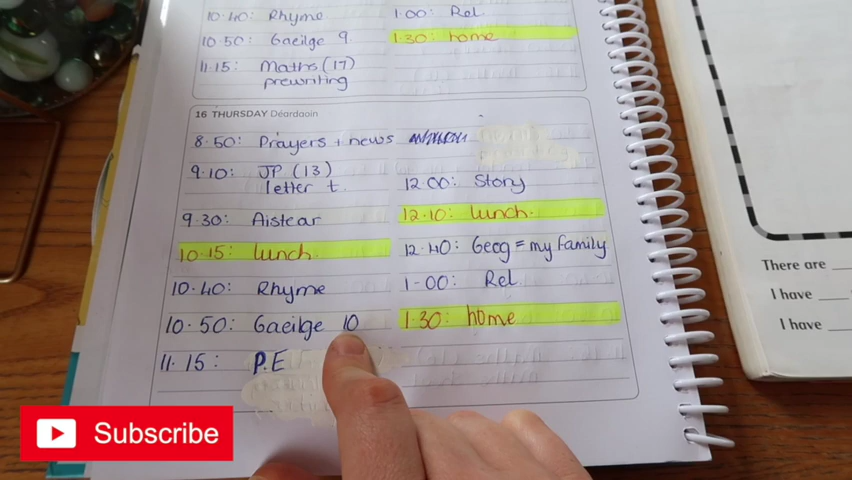 10.40: Rhyme
10.50: Gaeilge 9.
11.15: Maths (17)
prewriting
1.00: Rel
1.30: home
16 THURSDAY Déardaoin
8.50: Prayers + news
9.10: JP (13)
letter t.
9.30: Aistear
10.15: lunch.
10.40: Rhyme
10.50: Gaeilge 10
11.15: P.E
12.00: Story
12.10: lunch.
12.40: Geog = my family
1.00: Rel
1.30: home
There are
I have
I have
Subscribe